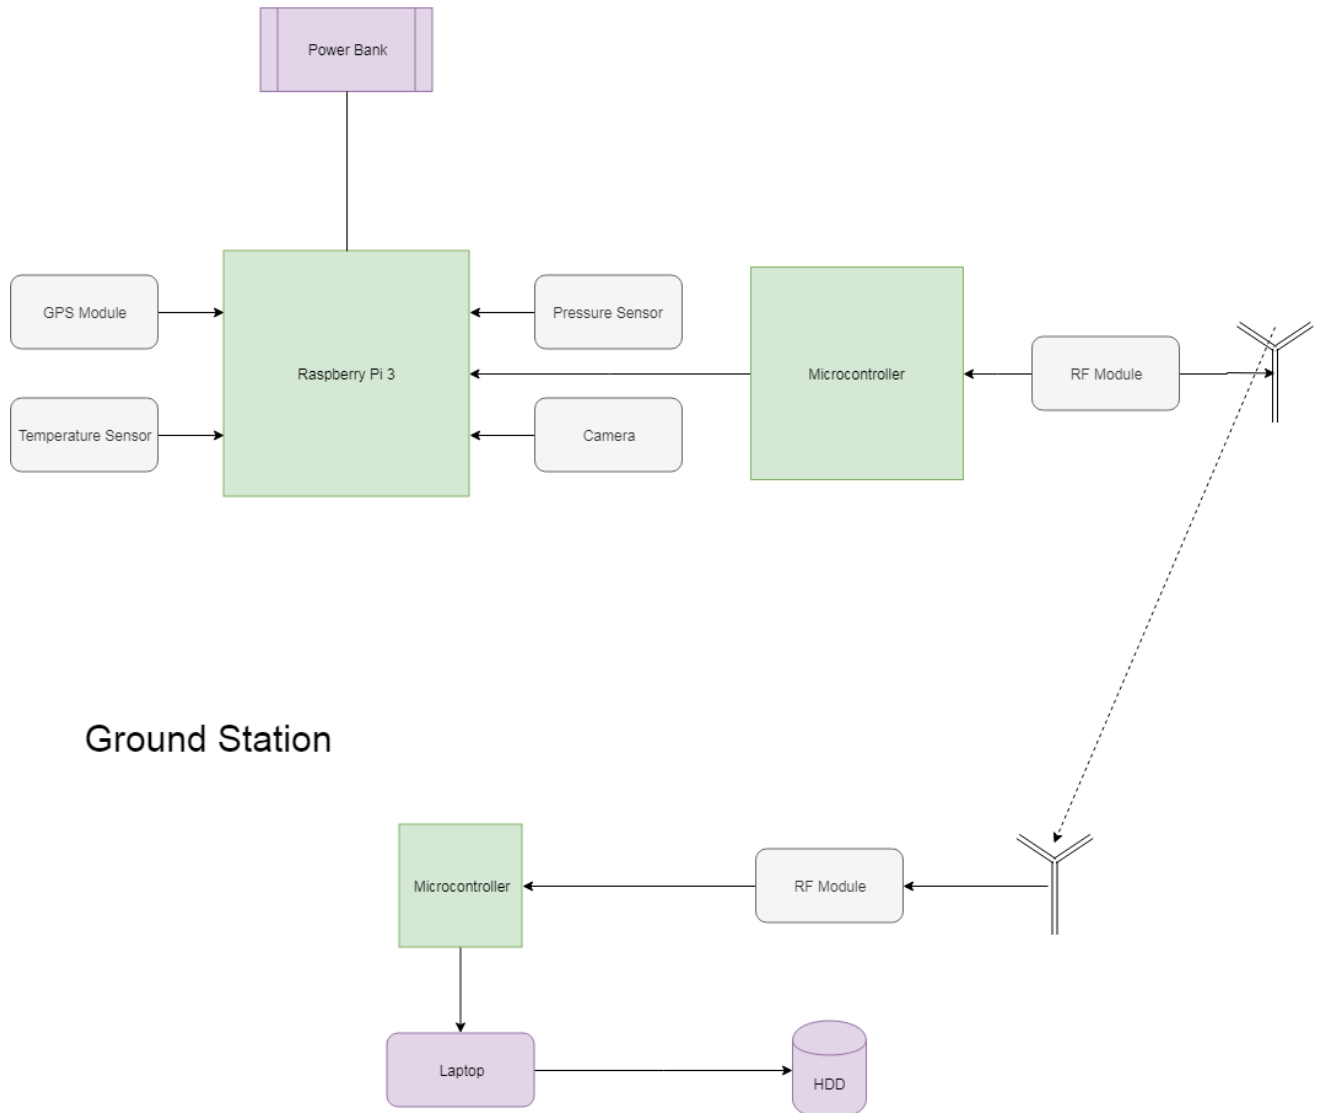 Power Bank
GPS Module
Pressure Sensor
Raspberry Pi 3
Microcontroller
RF Module
Temperature Sensor
Camera
Ground Station
Microcontroller
RF Module
Laptop
HDD